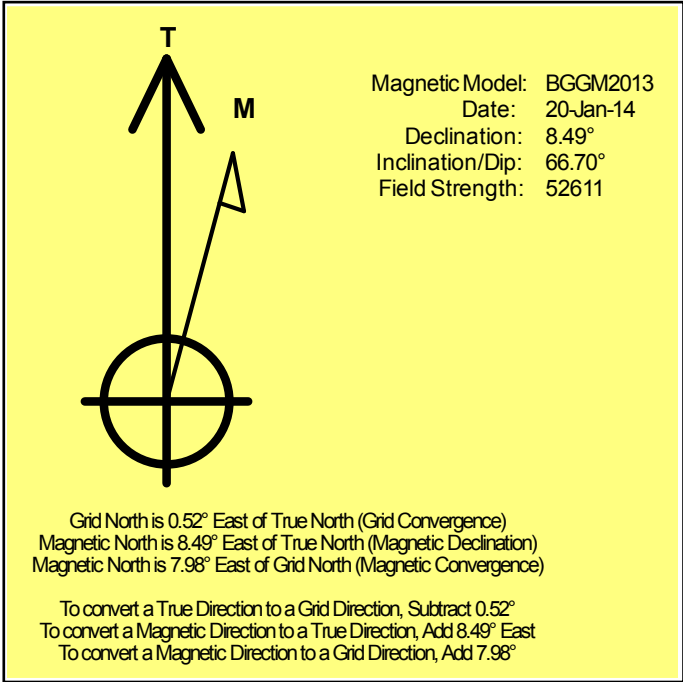 T
M
Magnetic Model: BGGM2013
Date: 20-Jan-14
Declination: 8.49°
Inclination/Dip: 66.70°
Field Strength: 52611
Grid North is 0.52° East of True North (Grid Convergence)
Magnetic North is 8.49° East of True North (Magnetic Declination)
Magnetic North is 7.98° East of Grid North (Magnetic Convergence)
To convert a True Direction to a Grid Direction, Subtract 0.52°
To convert a Magnetic Direction to a True Direction, Add 8.49° East
To convert a Magnetic Direction to a Grid Direction, Add 7.98°